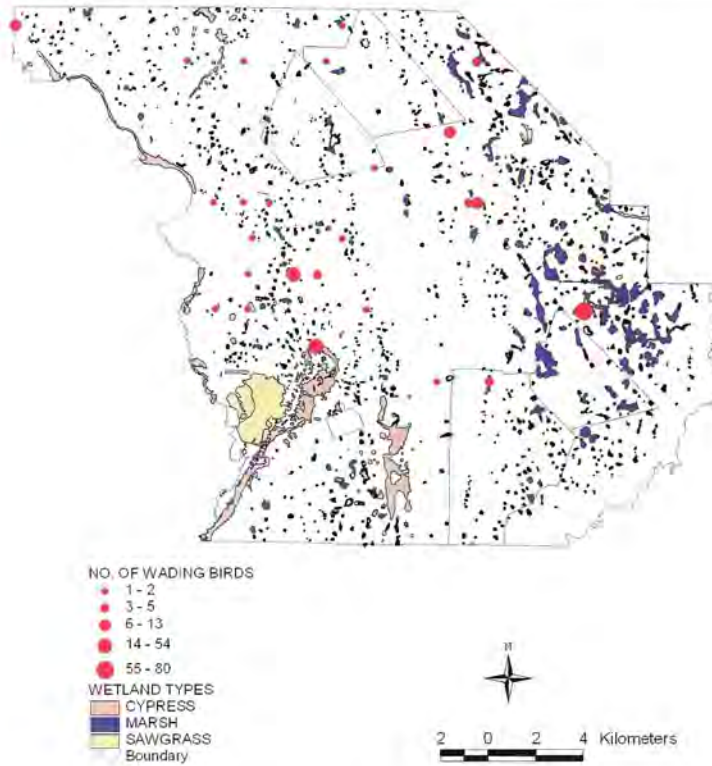 NO. OF WADING BIRDS
1 - 2
3 - 5
6 - 13
14 - 54
55 - 80
WETLAND TYPES
CYPRESS
MARSH
SAWGRASS
Boundary
N
2 0 2 4 Kilometers